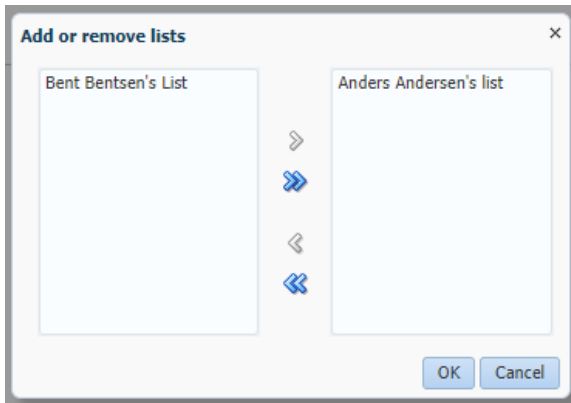 Add or remove lists
Bent Bentsen's List
Anders Andersen's list
OK
Cancel